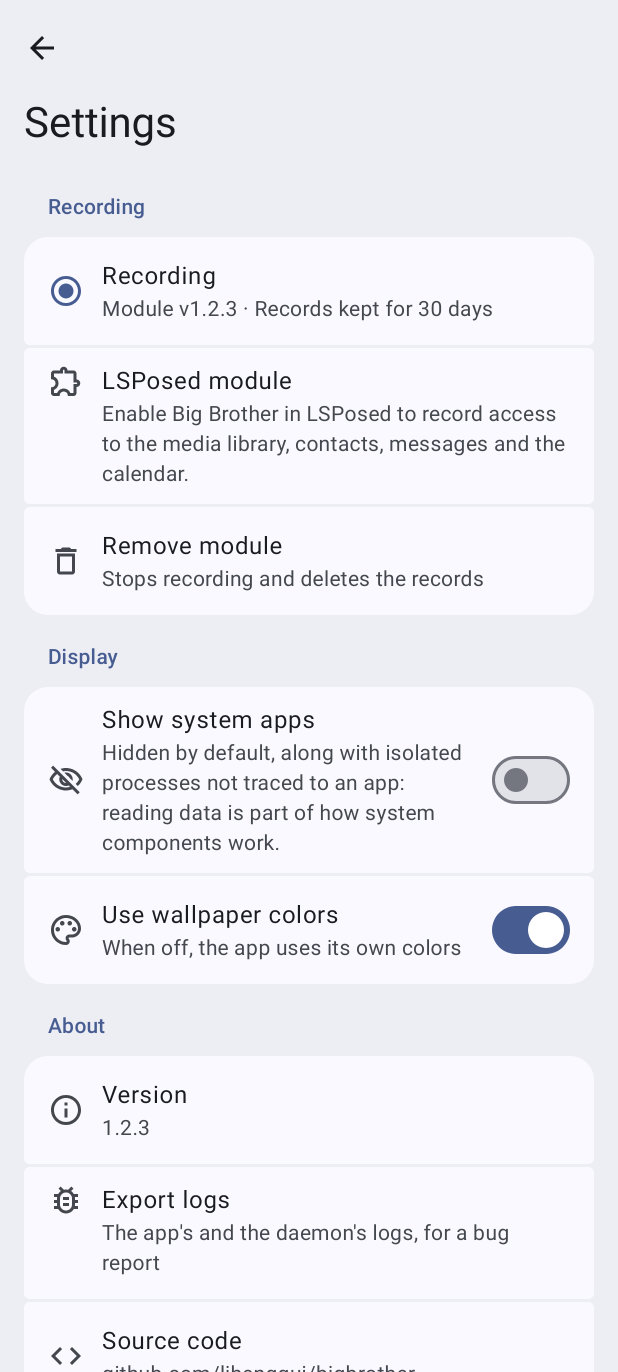 Settings
Recording
Recording
Module v1.2.3 · Records kept for 30 days
LSPosed module
Enable Big Brother in LSPosed to record access
to the media library, contacts, messages and the
calendar.
Remove module
Stops recording and deletes the records
Display
Show system apps
Hidden by default, along with isolated
processes not traced to an app:
reading data is part of how system
components work.
Use wallpaper colors
When off, the app uses its own colors
About
Version
1.2.3
Export logs
The app's and the daemon's logs, for a bug
report
Source code